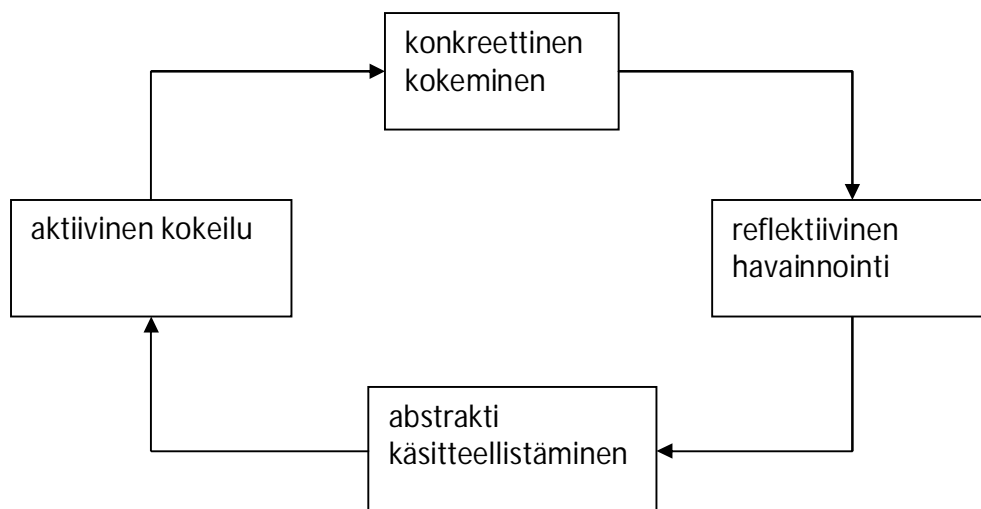 konkreettinen
kokeminen
aktiivinen kokeilu
reflektiivinen
havainnointi
abstrakti
käsitteellistäminen